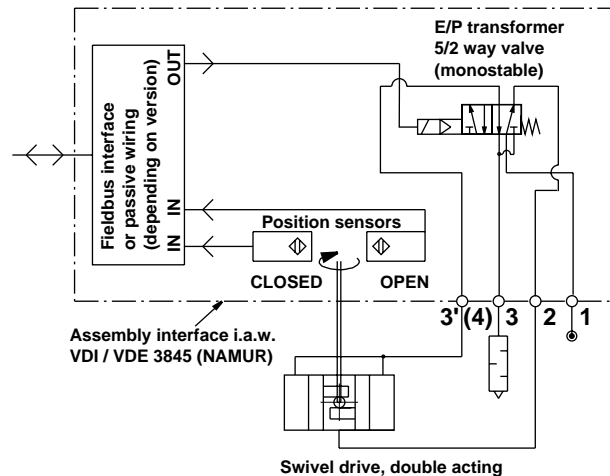 E/P transformer
5/2 way valve
(monostable)
OUT
Fieldbus interface
or passive wiring
(depending on version)
IN
IN
Position sensors
CLOSED
OPEN
3'(4) 3 2 1
Assembly interface i.a.w.
VDI / VDE 3845 (NAMUR)
Swivel drive, double acting